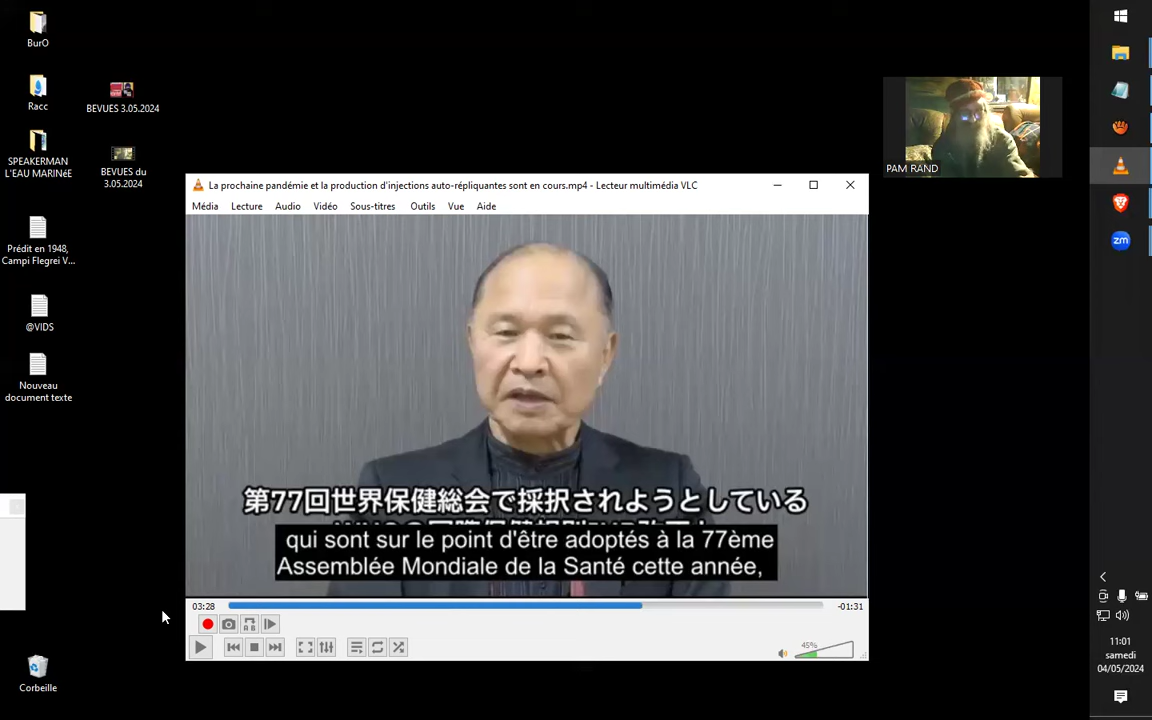 BurO
Racc
BEVUES 3.05.2024
SPEAKERMAN
L'EAU MARINéE
BEVUES du
3.05.2024
Prédit en 1948,
Campi Flegrei V...
@VIDS
Nouveau
document texte
Corbeille
PAM RAND
La prochaine pandémie et la production d'injections auto-répliquantes sont en cours.mp4 - Lecteur multimédia VLC
Média Lecture Audio Vidéo Sous-titres Outils Vue Aide
第77回世界保健総会で採択されようとしている
qui sont sur le point d'être adoptés à la 77ème
Assemblée Mondiale de la Santé cette année,
03:28 -01:31
45%
zm
11:01
samedi
04/05/2024